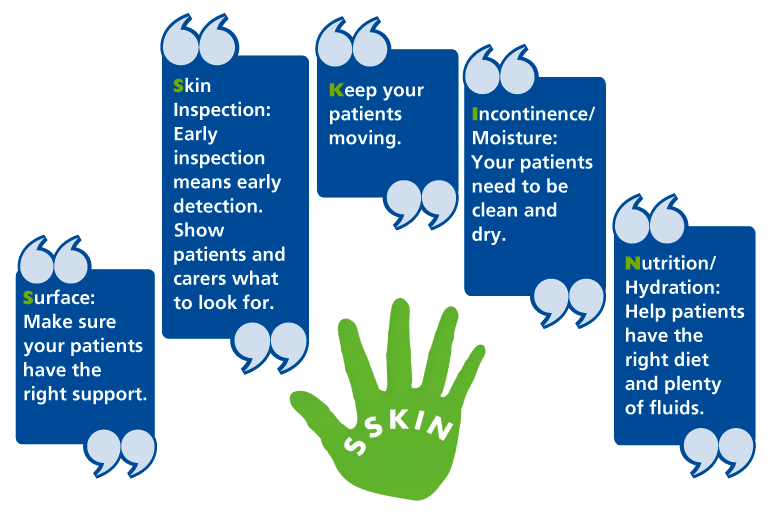 Surface:
Make sure
your patients
have the
right support.
Skin
Inspection:
Early
inspection
means early
detection.
Show
patients and
carers what
to look for.
Keep your
patients
moving.
Incontinence/
Moisture:
Your patients
need to be
clean and
dry.
Nutrition/
Hydration:
Help patients
have the
right diet
and plenty
of fluids.
SSKIN